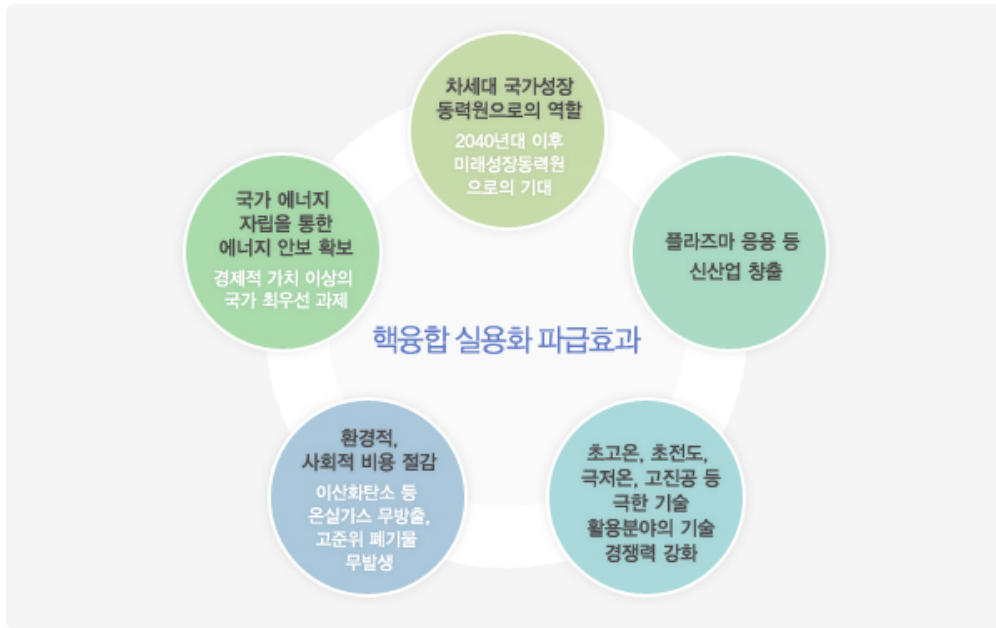 차세대 국가성장
동력원으로의 역할
2040년대 이후
미래성장동력원
으로의 기대
국가 에너지
자립을 통한
에너지 안보 확보
경제적 가치 이상의
국가 최우선 과제
플라즈마 응용 등
신산업 창출
핵융합 실용화 파급효과
환경적,
사회적 비용 절감
이산화탄소 등
온실가스 무방출,
고준위 폐기물
무발생
초고온, 초전도,
극저온, 고진공 등
극한 기술
활용분야의 기술
경쟁력 강화